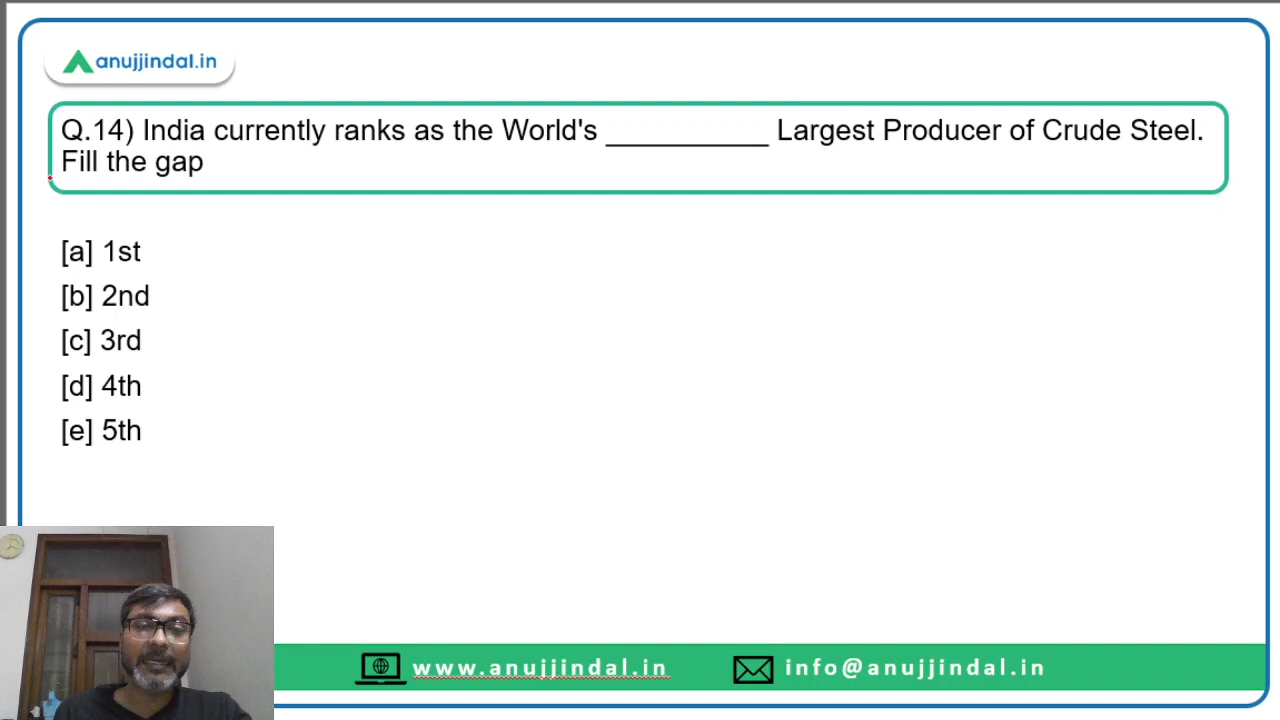 anujjindal.in
Q.14) India currently ranks as the World's __________ Largest Producer of Crude Steel.
Fill the gap
[a] 1st
[b] 2nd
[c] 3rd
[d] 4th
[e] 5th
www.anujjindal.in info@anujjindal.in